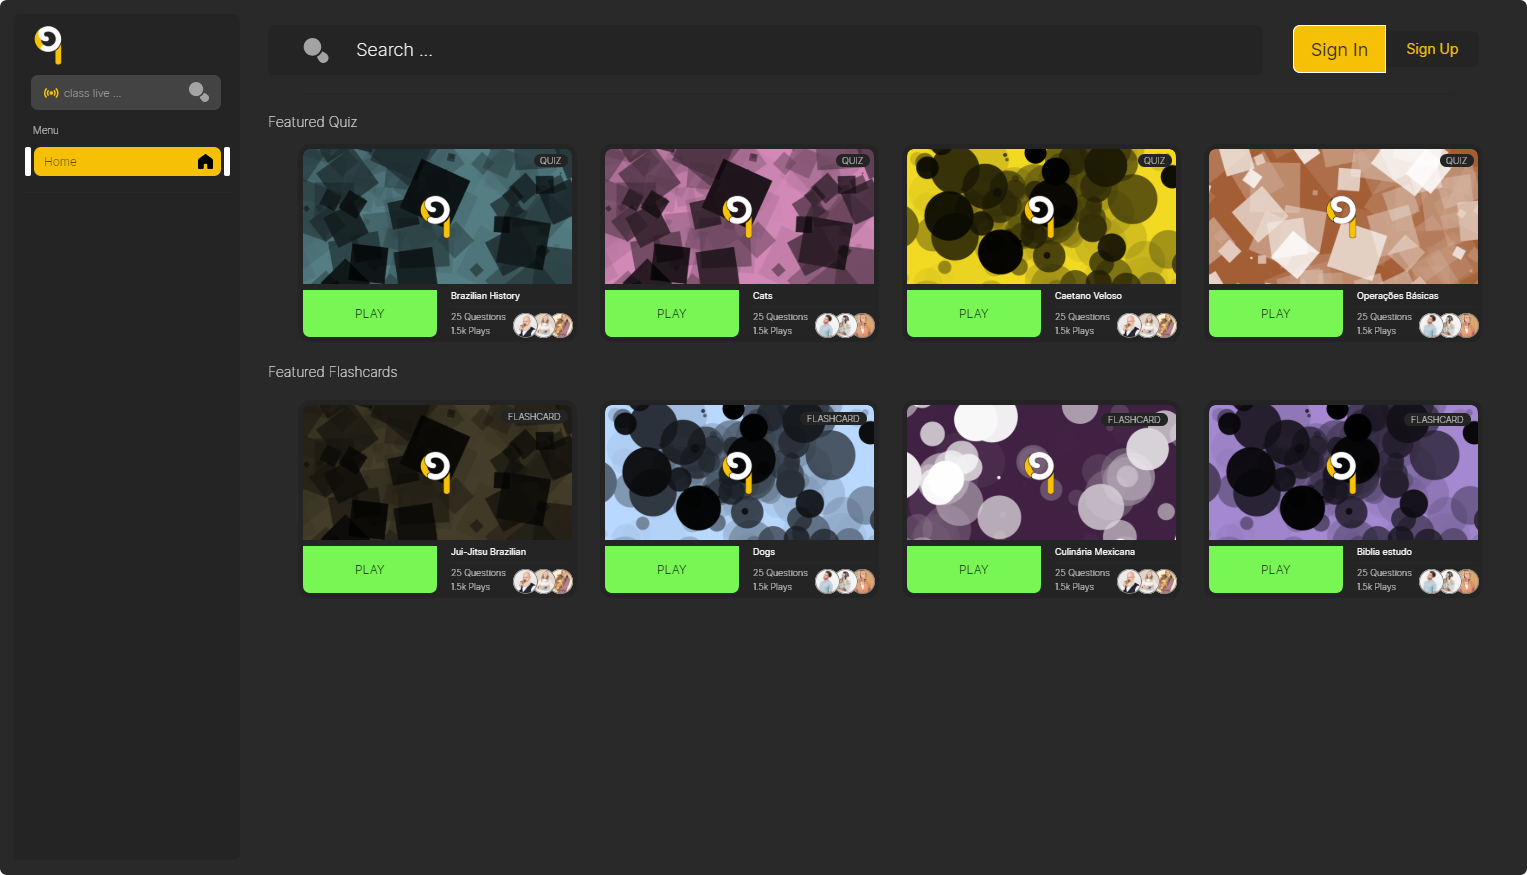 class live ...
Menu
Home
Search ...
Sign In
Sign Up
Featured Quiz
QUIZ
PLAY
Brazilian History
25 Questions
1.5k Plays
QUIZ
PLAY
Cats
25 Questions
1.5k Plays
QUIZ
PLAY
Caetano Veloso
25 Questions
1.5k Plays
QUIZ
PLAY
Operações Básicas
25 Questions
1.5k Plays
Featured Flashcards
FLASHCARD
PLAY
Jui-Jitsu Brazilian
25 Questions
1.5k Plays
FLASHCARD
PLAY
Dogs
25 Questions
1.5k Plays
FLASHCARD
PLAY
Culinária Mexicana
25 Questions
1.5k Plays
FLASHCARD
PLAY
Biblia estudo
25 Questions
1.5k Plays